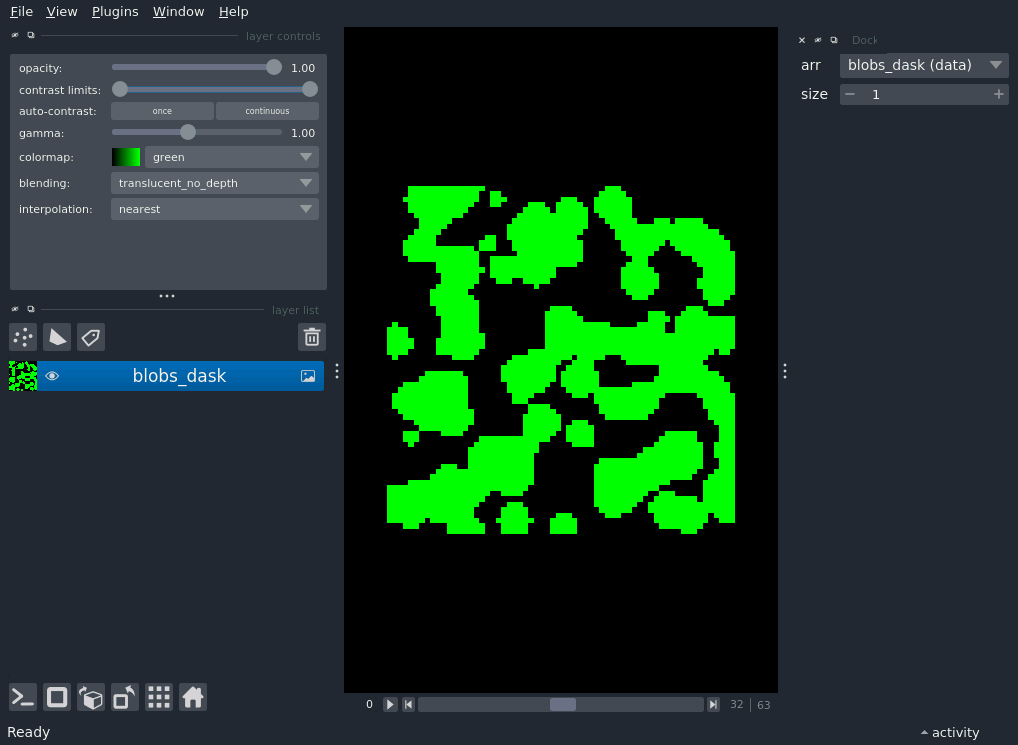 File View Plugins Window Help
layer controls
opacity: 1.00
contrast limits:
auto-contrast: once continuous
gamma: 1.00
colormap: green
blending: translucent_no_depth
interpolation: nearest
layer list
blobs_dask
0 32 63
Ready
Dock
arr blobs_dask (data)
size 1
activity